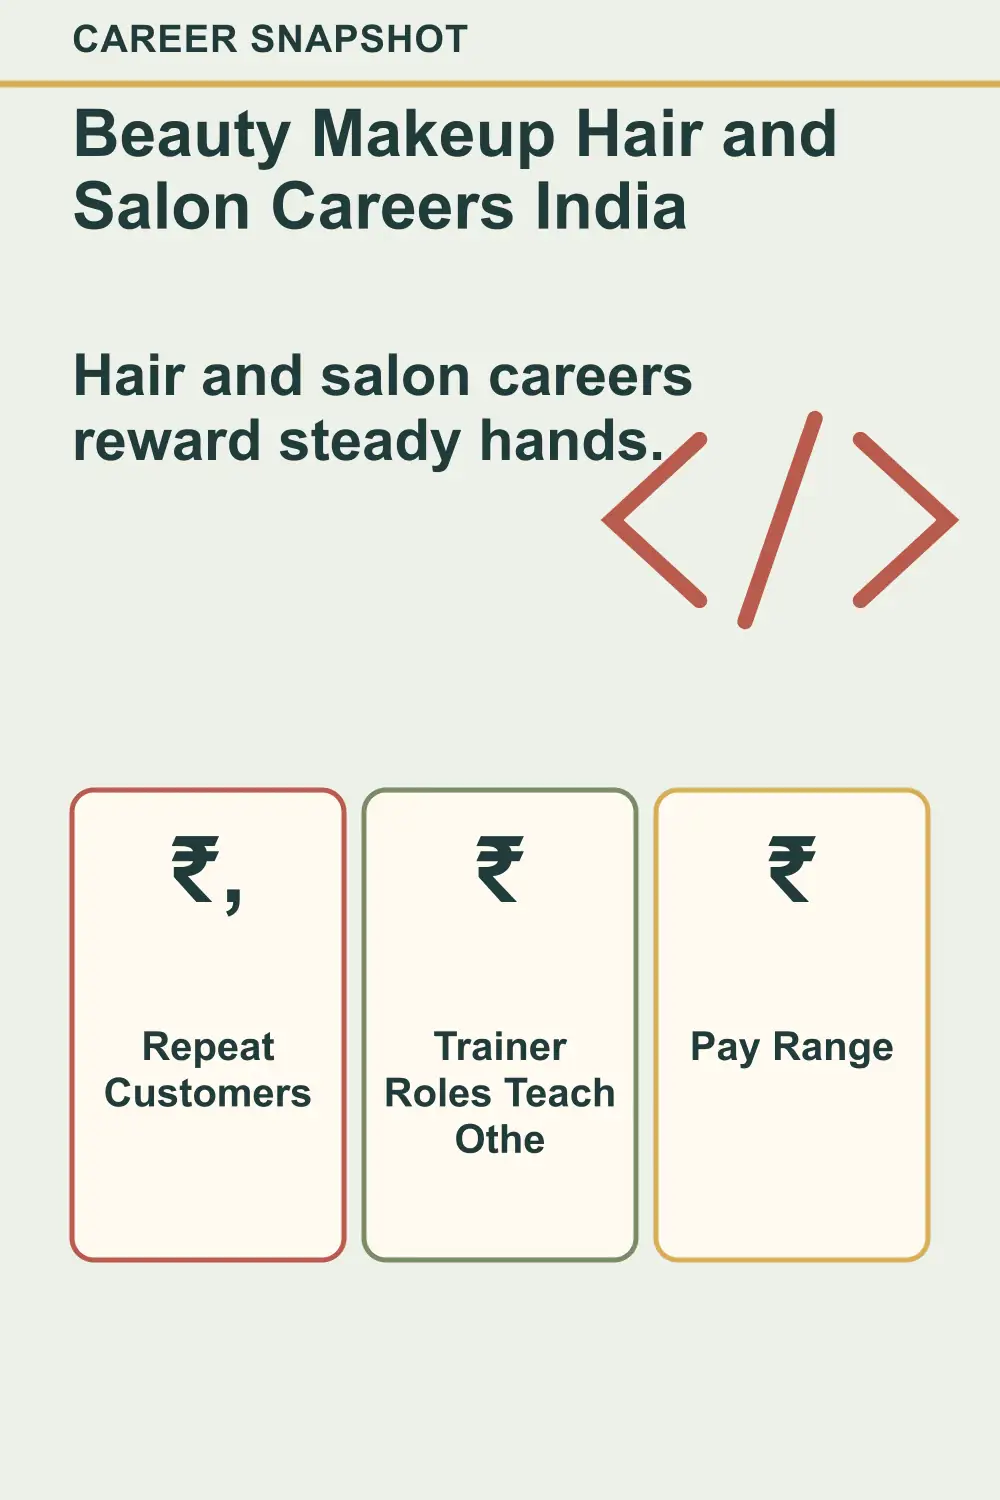 CAREER SNAPSHOT
Beauty Makeup Hair and
Salon Careers India
Hair and salon careers
reward steady hands.
₹,
Repeat
Customers
₹
Trainer
Roles Teach
Othe
₹
Pay Range